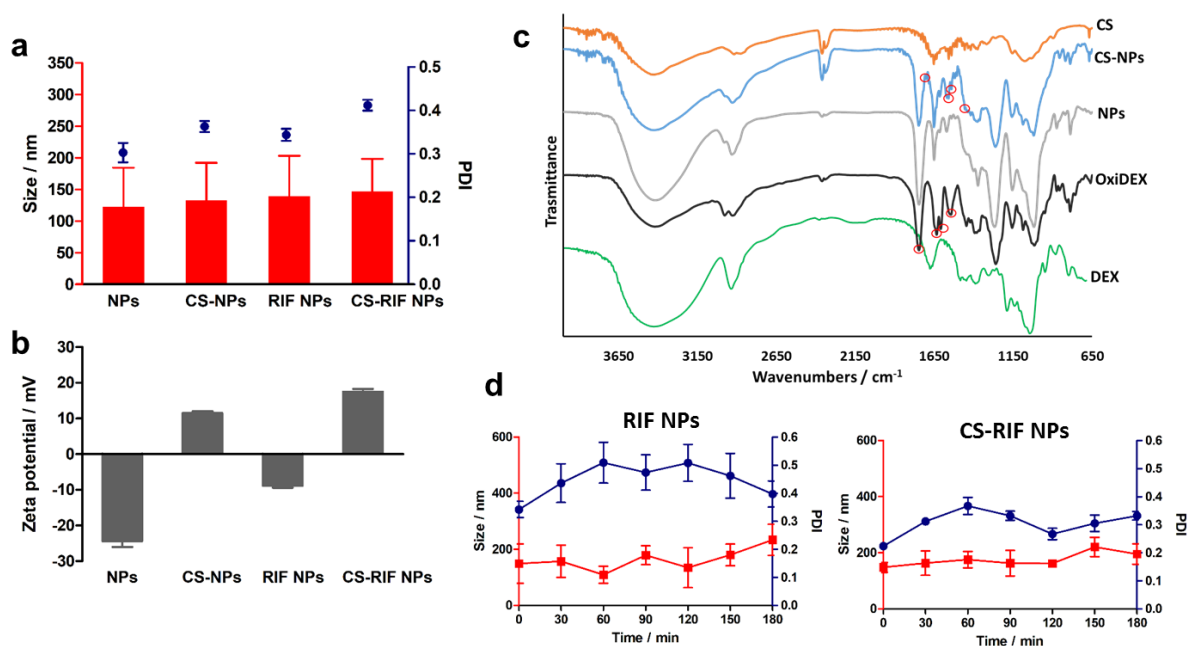 a
350
300
250
200
150
100
50
0
Size / nm
0.5
0.4
0.3
0.2
0.1
0.0
PDI
NPs
CS-NPs
RIF NPs
CS-RIF NPs
b
30
20
10
0
-10
-20
-30
Zeta potential / mV
NPs
CS-NPs
RIF NPs
CS-RIF NPs
c
CS
CS-NPs
NPs
OxiDEX
DEX
Trasmittance
3650 3150 2650 2150 1650 1150 650
Wavenumbers / cm⁻¹
d
RIF NPs
600
400
200
0
Size / nm
0.6
0.5
0.4
0.3
0.2
0.1
0.0
PDI
0 30 60 90 120 150 180
Time / min
CS-RIF NPs
600
400
200
0
Size / nm
0.6
0.5
0.4
0.3
0.2
0.1
0.0
PDI
0 30 60 90 120 150 180
Time / min